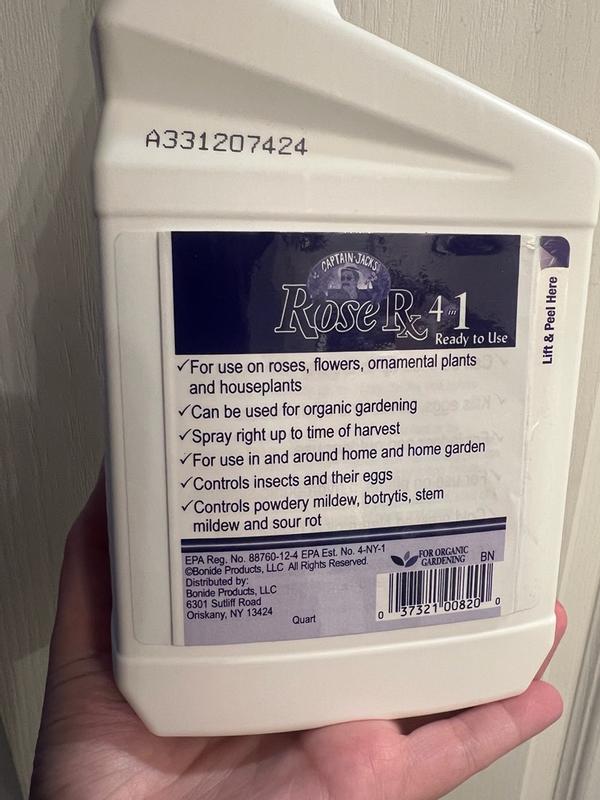 A331207424
CAPTAIN JACK'S
Rose Rx 4 in 1
Ready to Use
Lift & Peel Here
✓For use on roses, flowers, ornamental plants
and houseplants
✓Can be used for organic gardening
✓Spray right up to time of harvest
✓For use in and around home and home garden
✓Controls insects and their eggs
✓Controls powdery mildew, botrytis, stem
mildew and sour rot
EPA Reg. No. 88760-12-4 EPA Est. No. 4-NY-1
©Bonide Products, LLC All Rights Reserved.
Distributed by:
Bonide Products, LLC
6301 Sutliff Road
Oriskany, NY 13424
Quart
FOR ORGANIC
GARDENING
BN
0 37321 00820 0